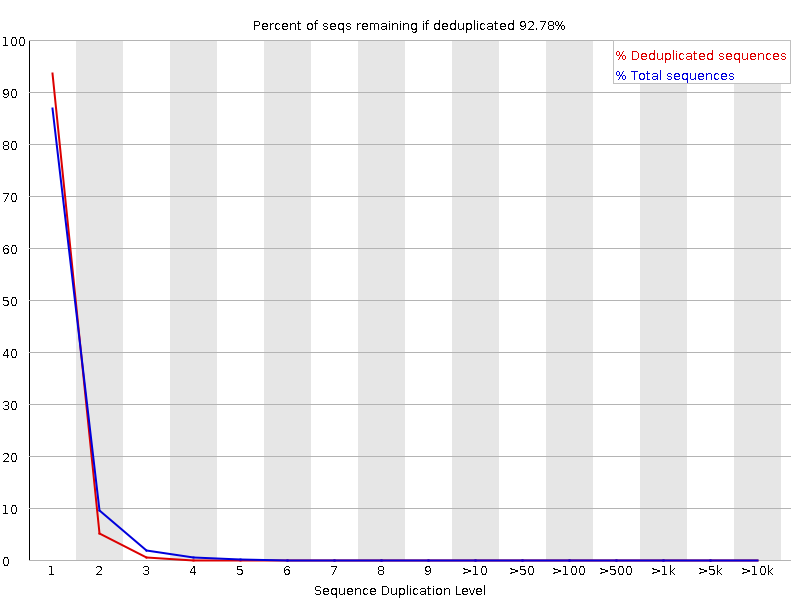 Percent of seqs remaining if deduplicated 92.78%
% Deduplicated sequences
% Total sequences
100
90
80
70
60
50
40
30
20
10
0
1 2 3 4 5 6 7 8 9 >10 >50 >100 >500 >1k >5k >10k
Sequence Duplication Level